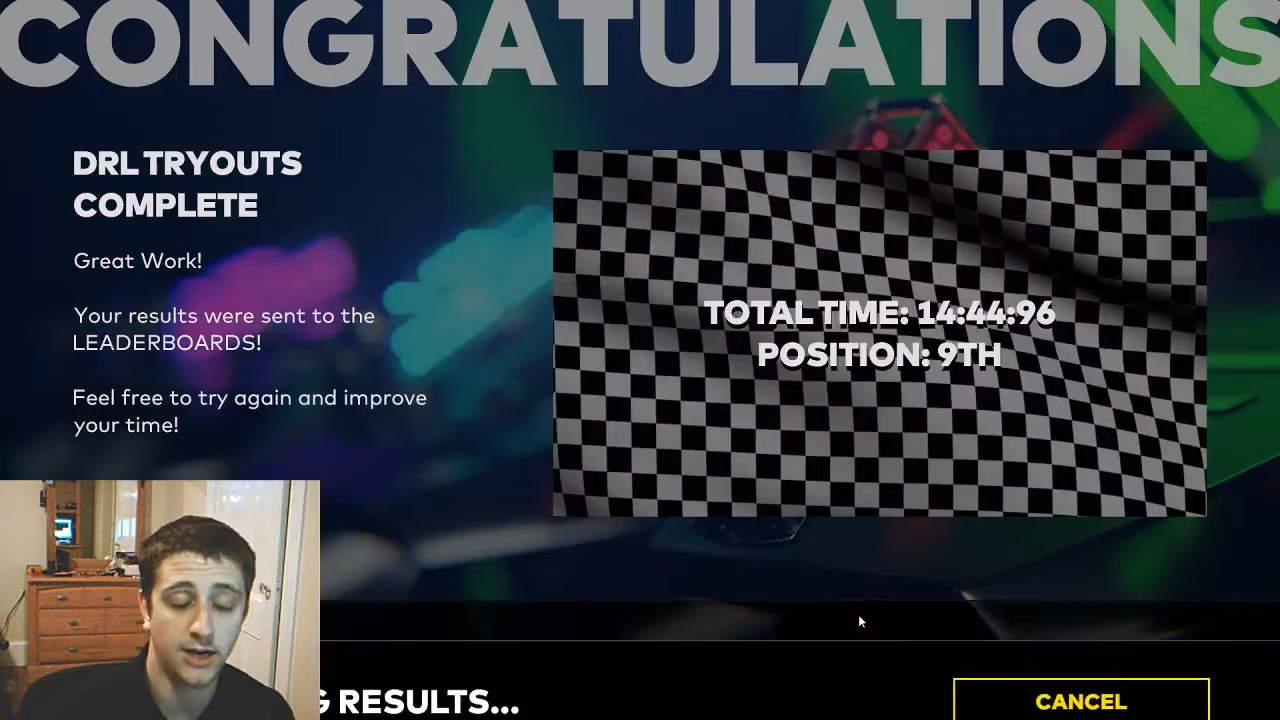 CONGRATULATIONS
DRL TRYOUTS
COMPLETE
Great Work!
Your results were sent to the
LEADERBOARDS!
Feel free to try again and improve
your time!
TOTAL TIME: 14:44:96
POSITION: 9TH
RESULTS...
CANCEL